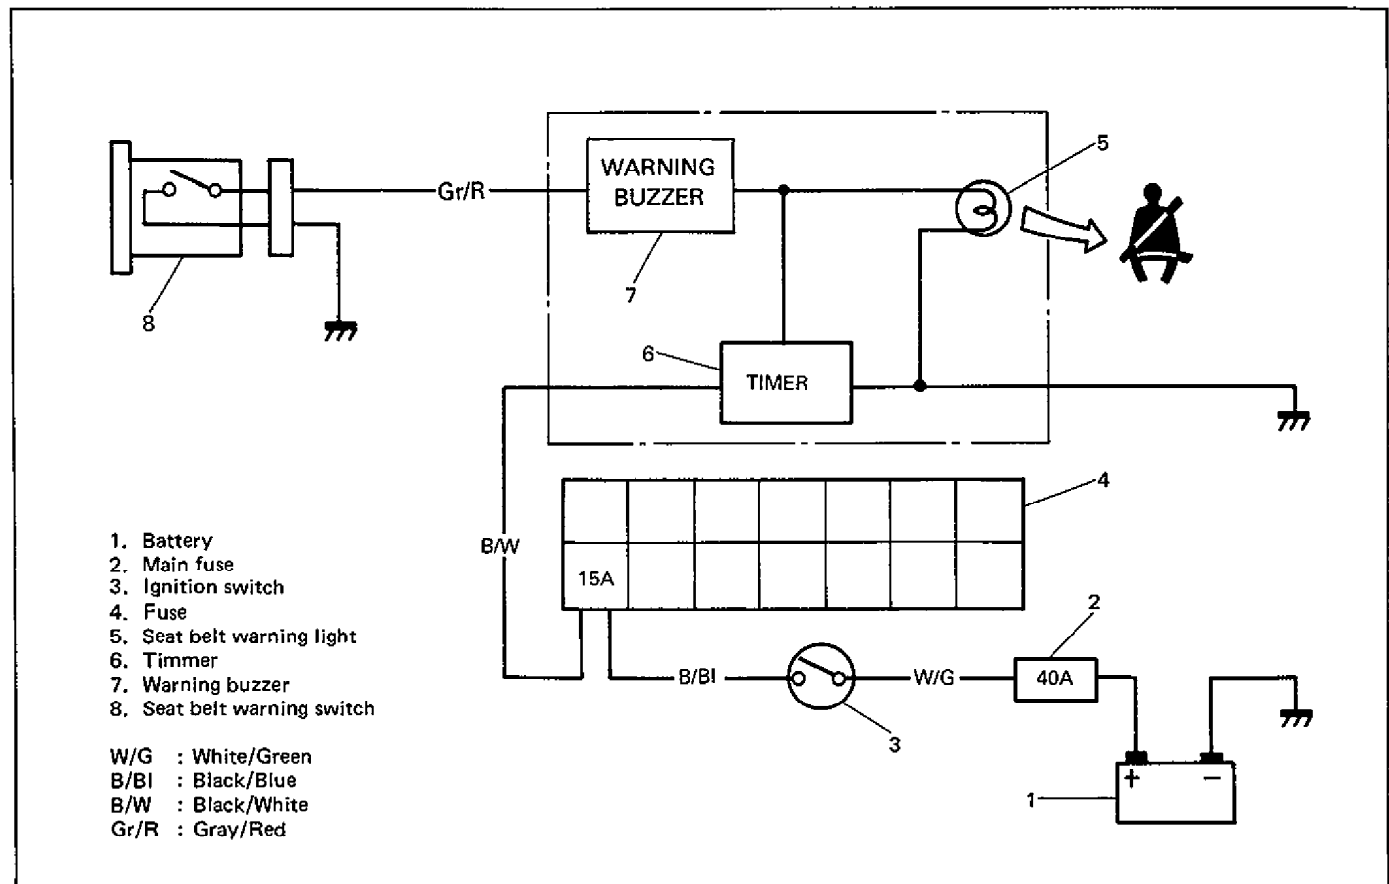 5
WARNING
BUZZER
Gr/R
7
8
6
TIMER
4
B/W
15A
2
B/Bl
W/G
40A
3
+ −
1
1. Battery
2. Main fuse
3. Ignition switch
4. Fuse
5. Seat belt warning light
6. Timmer
7. Warning buzzer
8. Seat belt warning switch
W/G : White/Green
B/Bl : Black/Blue
B/W : Black/White
Gr/R : Gray/Red